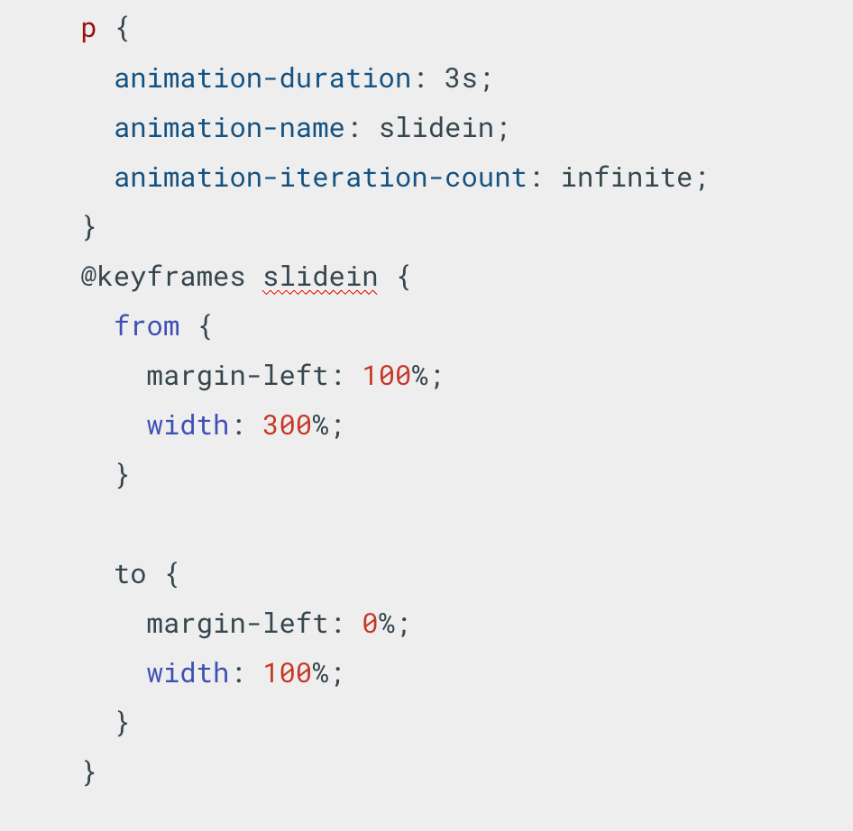 p {
animation-duration: 3s;
animation-name: slidein;
animation-iteration-count: infinite;
}
@keyframes slidein {
from {
margin-left: 100%;
width: 300%;
}
to {
margin-left: 0%;
width: 100%;
}
}